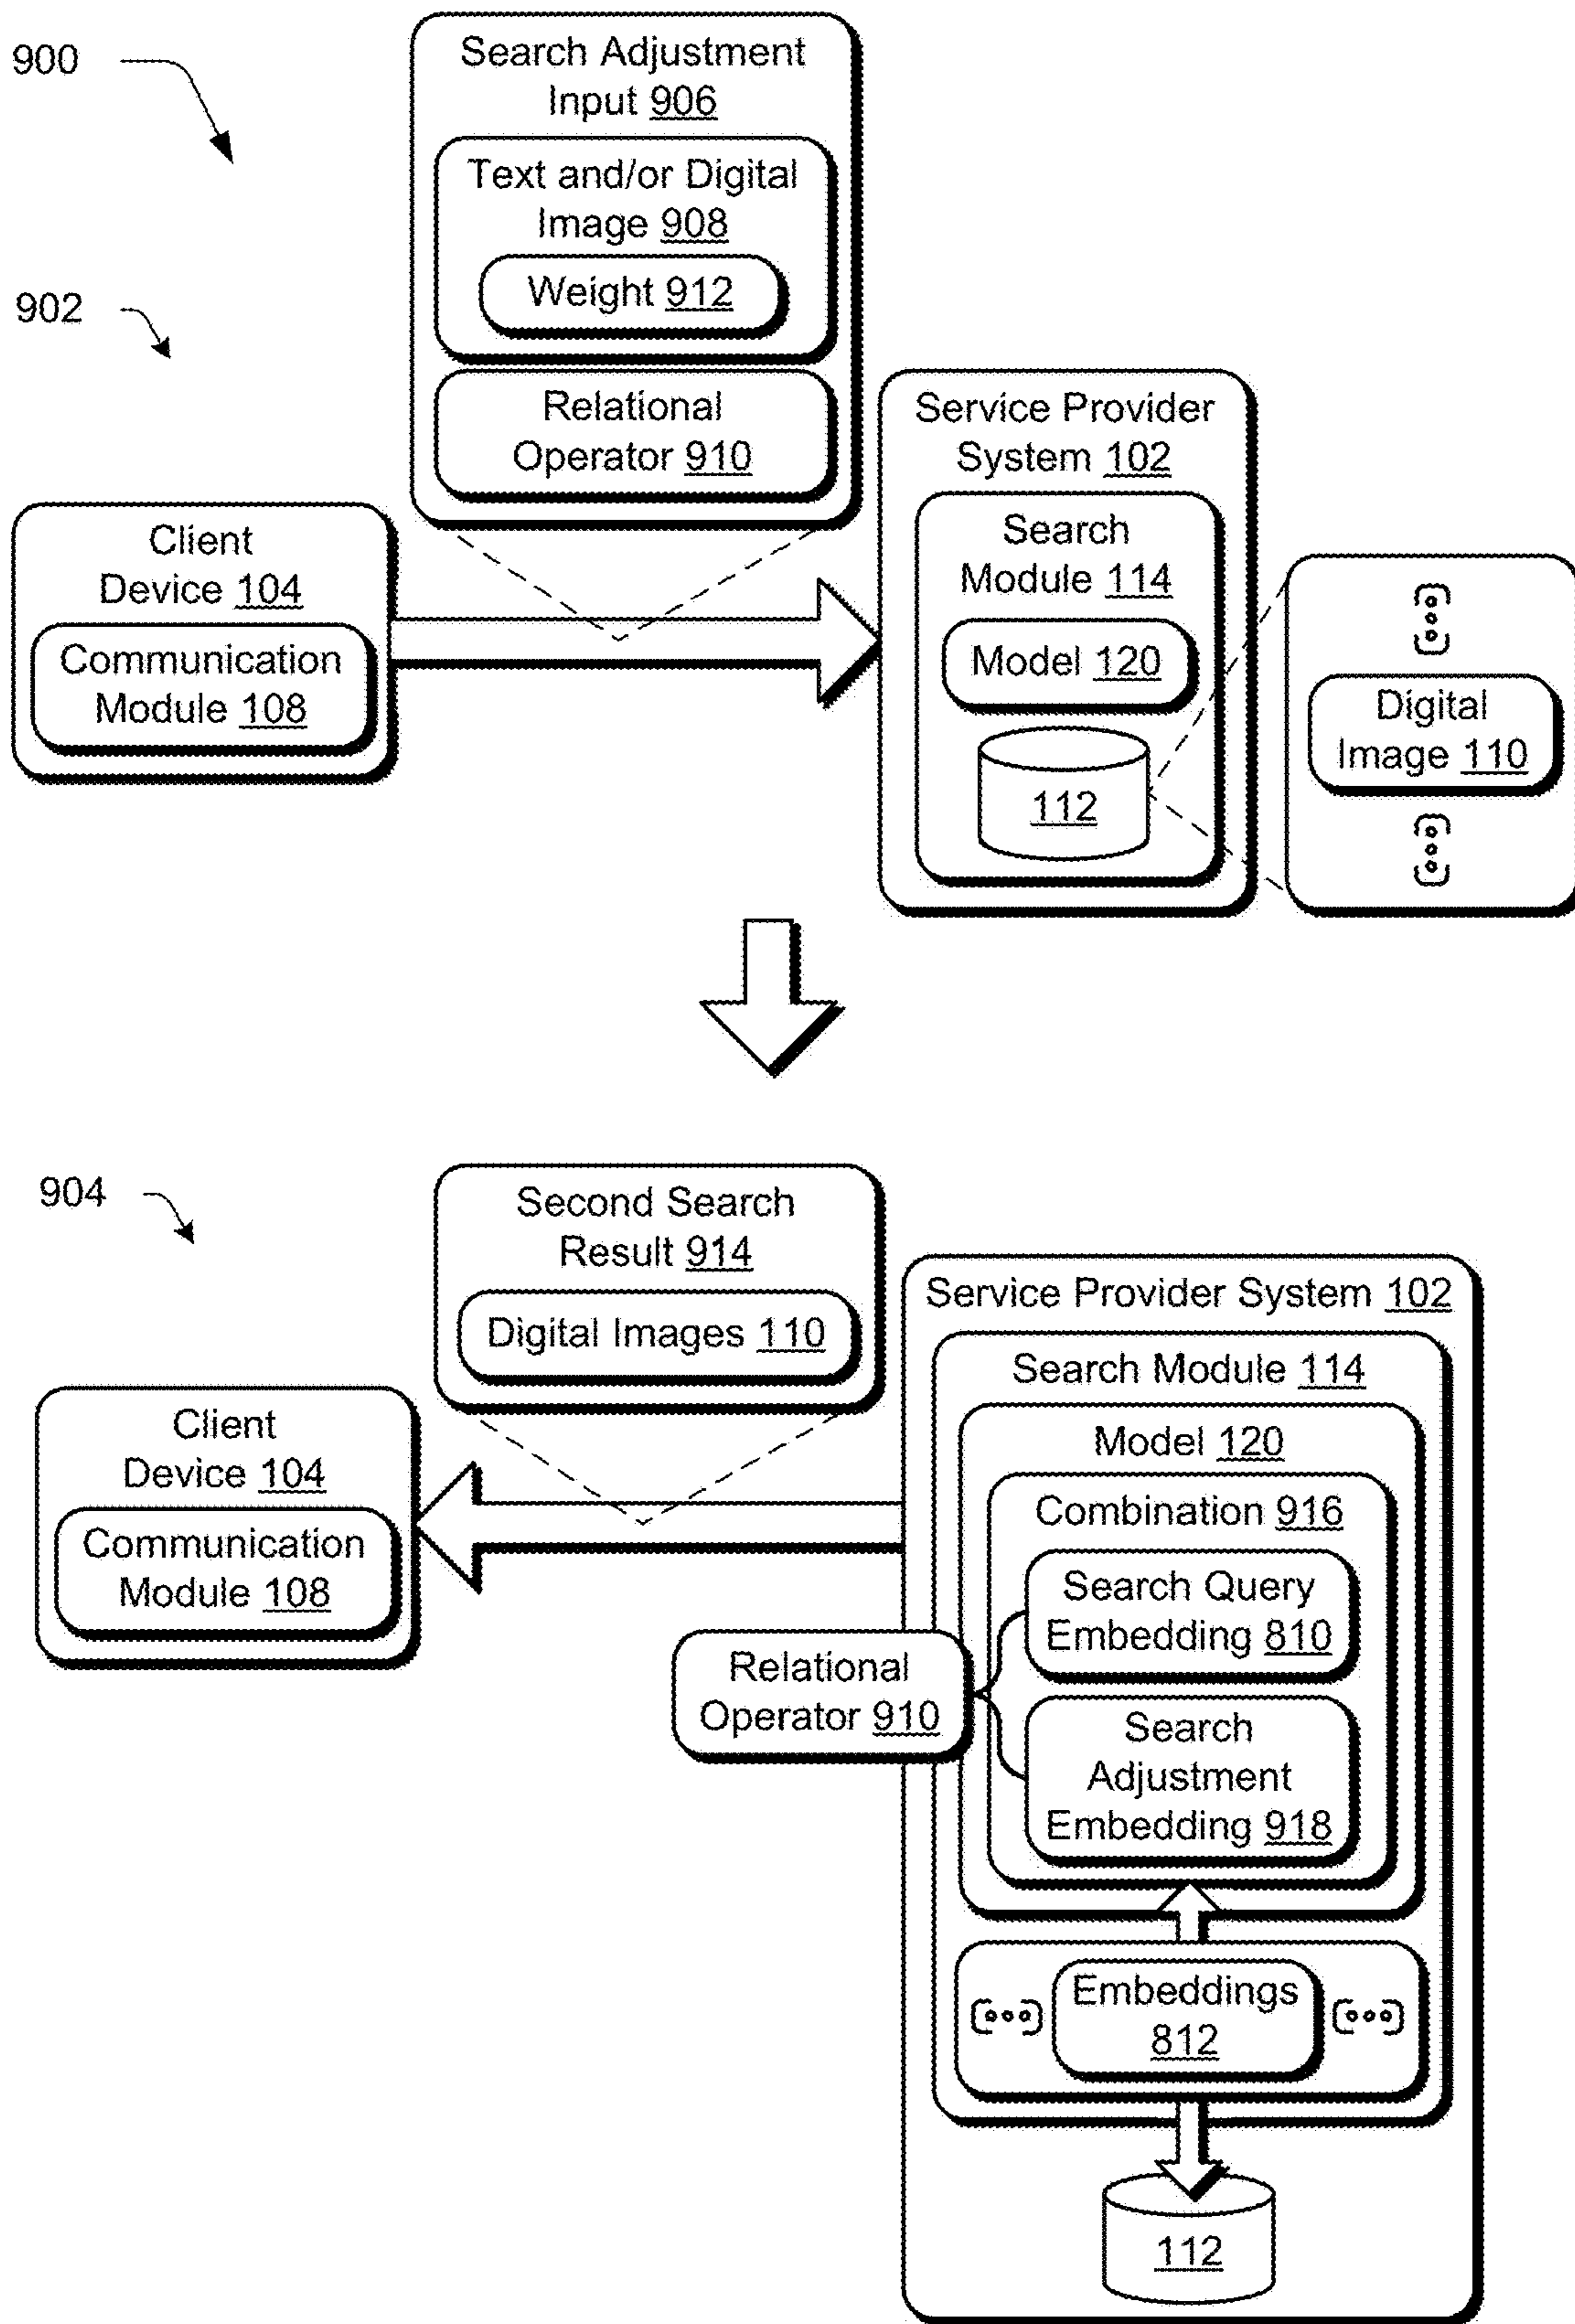 900
Search Adjustment
Input 906
Text and/or Digital
Image 908
Weight 912
902
Relational
Operator 910
Service Provider
System 102
Client
Device 104
Communication
Module 108
Search
Module 114
Model 120
112
Digital
Image 110
904
Second Search
Result 914
Digital Images 110
Client
Device 104
Communication
Module 108
Service Provider System 102
Search Module 114
Model 120
Combination 916
Search Query
Embedding 810
Relational
Operator 910
Search
Adjustment
Embedding 918
Embeddings
812
112